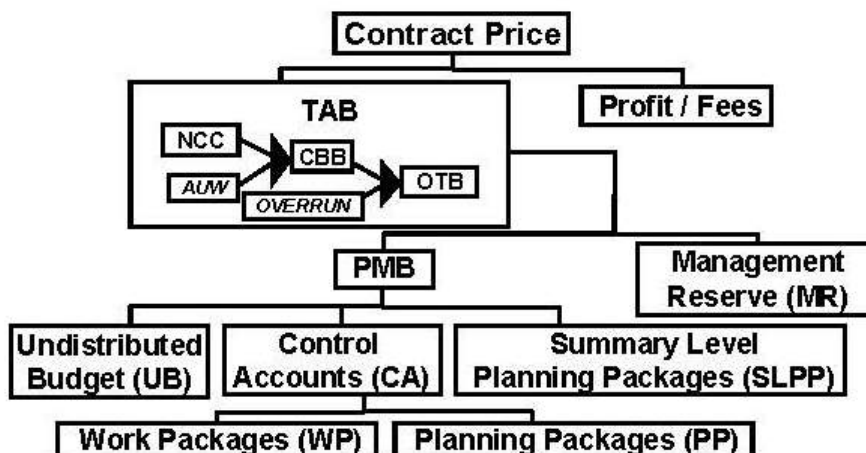 Contract Price
TAB
Profit / Fees
NCC
CBB
AUW
OTB
OVERRUN
PMB
Management
Reserve (MR)
Undistributed
Budget (UB)
Control
Accounts (CA)
Summary Level
Planning Packages (SLPP)
Work Packages (WP)
Planning Packages (PP)